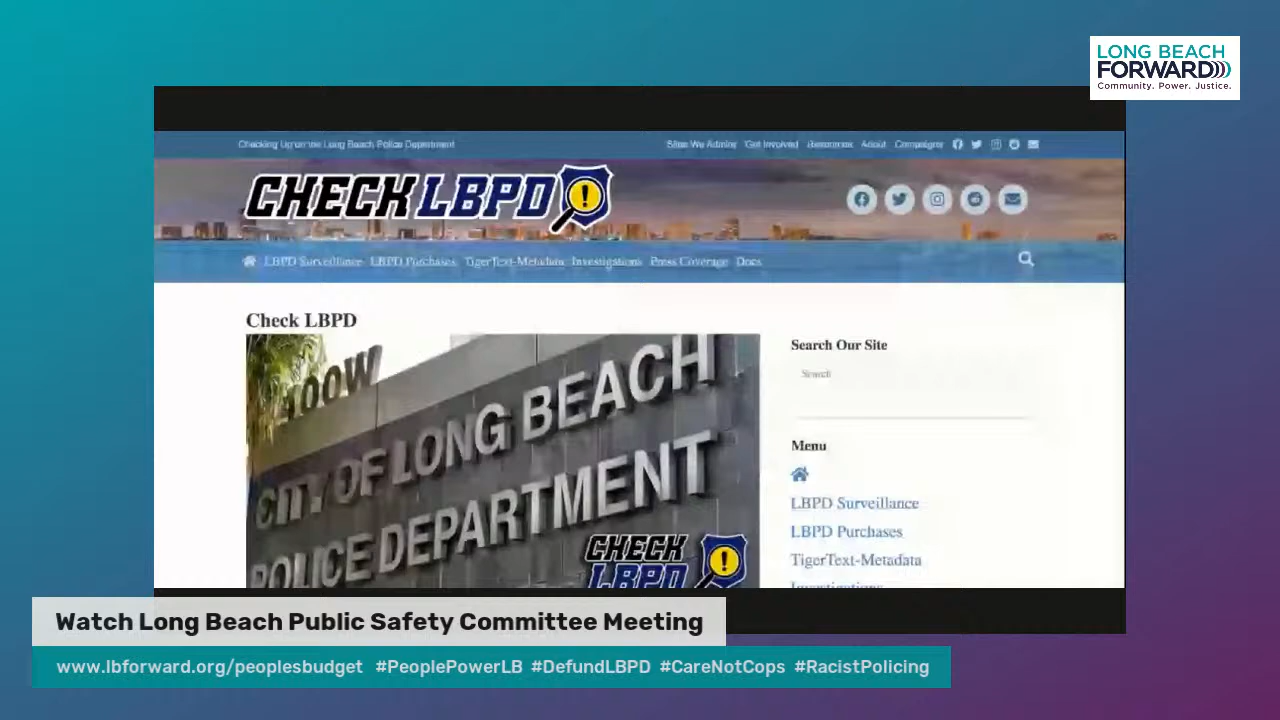 LONG BEACH
FORWARD
Community. Power. Justice.
Checking Up on the Long Beach Police Department
Sites We Admire Get Involved Resources About Campaigns
CHECK LBPD
LBPD Surveillance LBPD Purchases TigerText-Metadata Investigations Press Coverage Docs
Check LBPD
100W
CITY OF LONG BEACH
POLICE DEPARTMENT
CHECK
LBPD
Search Our Site
Search
Menu
LBPD Surveillance
LBPD Purchases
TigerText-Metadata
Investigations
Watch Long Beach Public Safety Committee Meeting
www.lbforward.org/peoplesbudget #PeoplePowerLB #DefundLBPD #CareNotCops #RacistPolicing